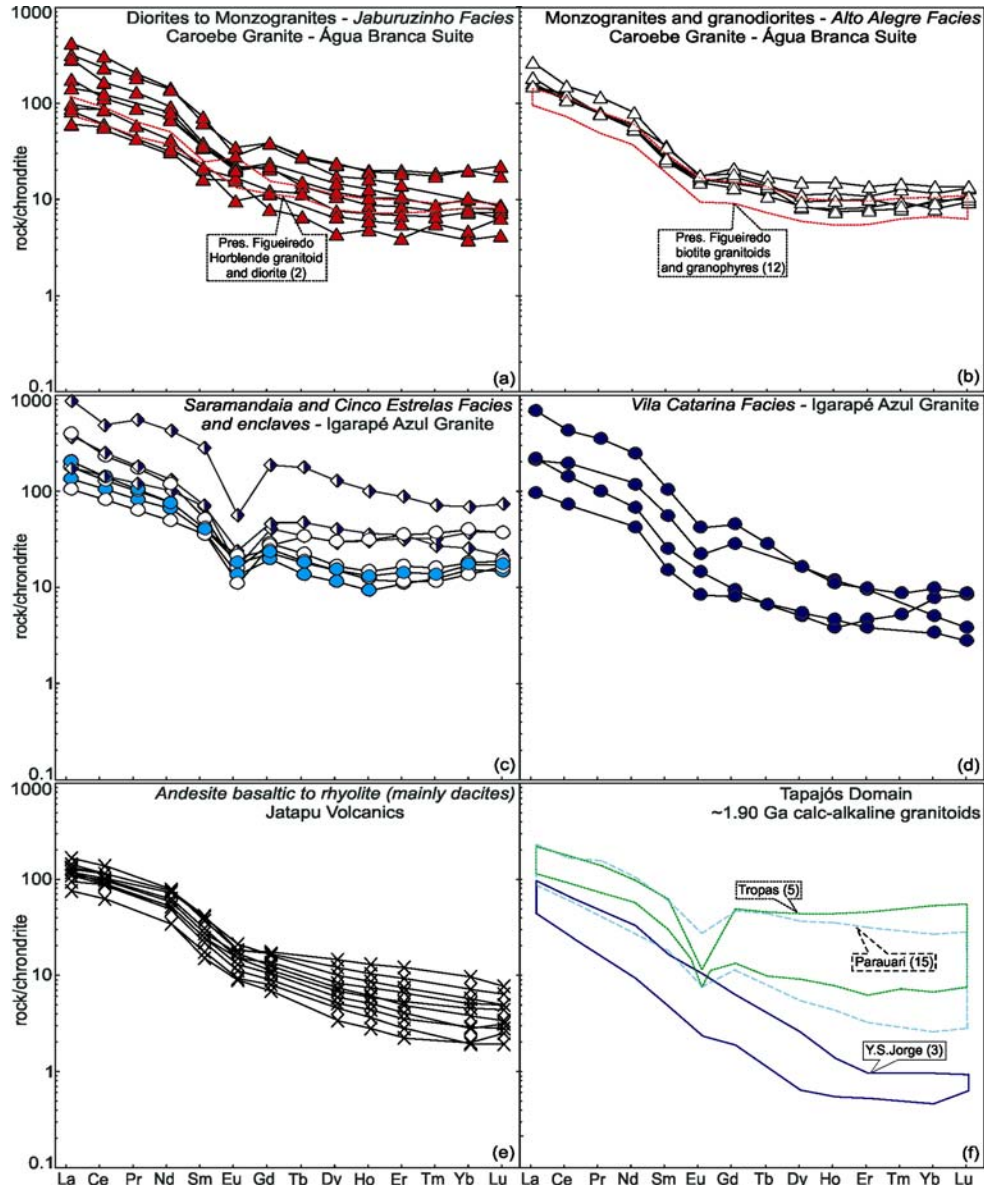 Diorites to Monzogranites - Jaburuzinho Facies
Caroebe Granite - Água Branca Suite
1000
100
10
1
0.1
rock/chrondrite
Pres. Figueiredo
Horblende granitoid
and diorite (2)
(a)
Monzogranites and granodiorites - Alto Alegre Facies
Caroebe Granite - Água Branca Suite
Pres. Figueiredo
biotite granitoids
and granophyres (12)
(b)
Saramandaia and Cinco Estrelas Facies
and enclaves - Igarapé Azul Granite
1000
100
10
1
0.1
rock/chrondrite
(c)
Vila Catarina Facies - Igarapé Azul Granite
(d)
Andesite basaltic to rhyolite (mainly dacites)
Jatapu Volcanics
1000
100
10
1
0.1
rock/chrondrite
(e)
La Ce Pr Nd Sm Eu Gd Tb Dy Ho Er Tm Yb Lu
Tapajós Domain
~1.90 Ga calc-alkaline granitoids
Tropas (5)
Parauari (15)
Y.S.Jorge (3)
(f)
La Ce Pr Nd Sm Eu Gd Tb Dy Ho Er Tm Yb Lu